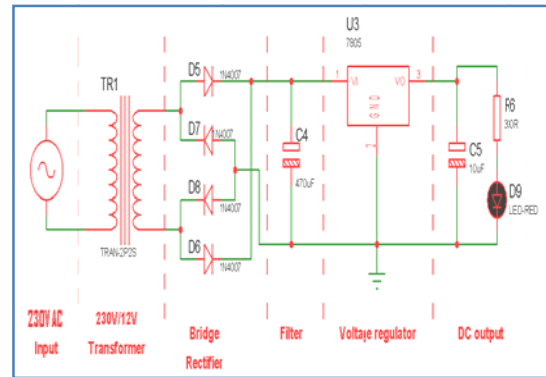 U3
7805
D5
1N4007
TR1
1
VI
VO
3
GND
D7
1N4007
C4
470uF
R6
330R
C5
10uF
D8
1N4007
D9
LED-RED
D6
1N4007
TRAN-2P2S
230V AC
Input
230V/12V
Transformer
Bridge
Rectifier
Filter
Voltage regulator
DC output